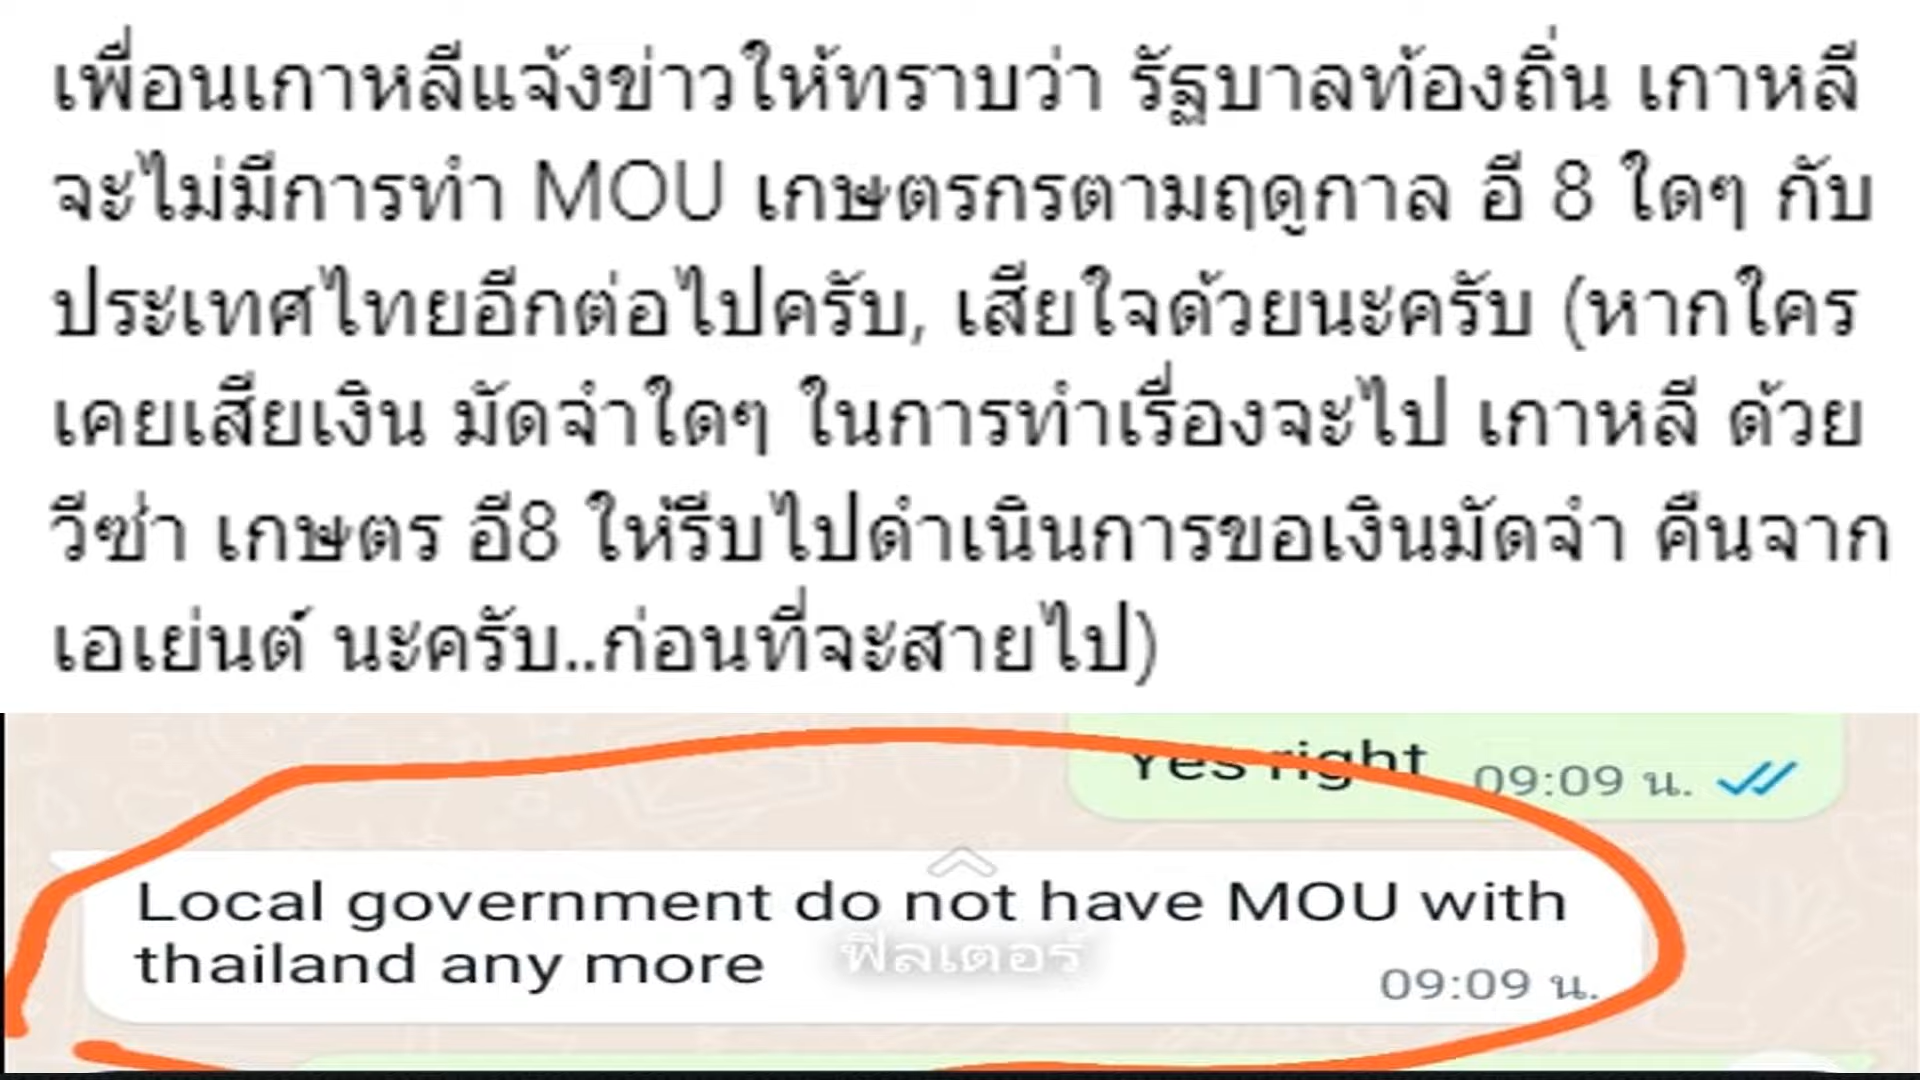 เพื่อนเกาหลีแจ้งข่าวให้ทราบว่า รัฐบาลท้องถิ่น เกาหลี
จะไม่มีการทำ MOU เกษตรกรตามฤดูกาล อี 8 ใดๆ กับ
ประเทศไทยอีกต่อไปครับ, เสียใจด้วยนะครับ (หากใคร
เคยเสียเงิน มัดจำใดๆ ในการทำเรื่องจะไป เกาหลี ด้วย
วีซ่า เกษตร อี8 ให้รีบไปดำเนินการขอเงินมัดจำ คืนจาก
เอเย่นต์ นะครับ..ก่อนที่จะสายไป)
Yes right 09:09 น.
Local government do not have MOU with
thailand any more
ฟิลเตอร์
09:09 น.